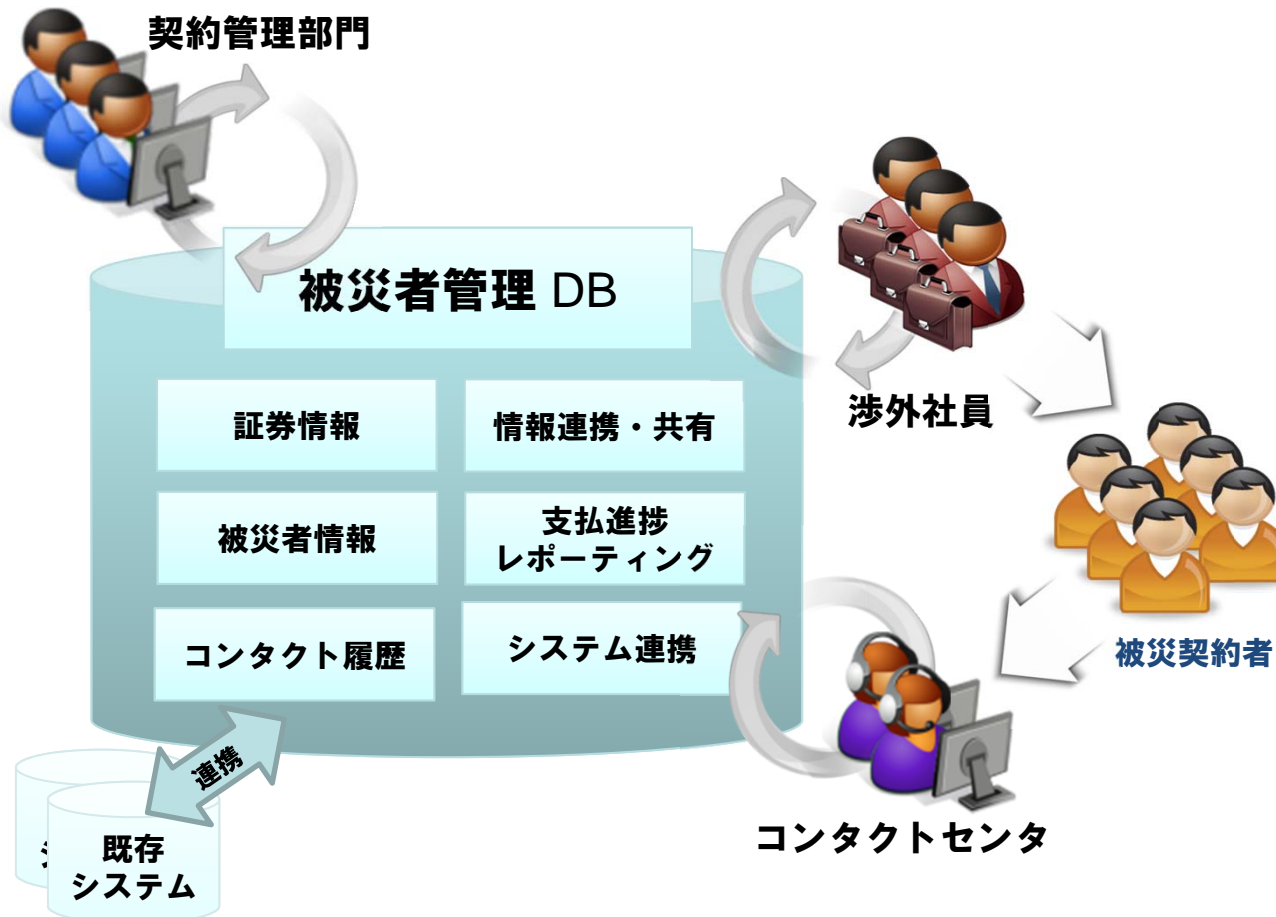 契約管理部門
被災者管理 DB
証券情報
情報連携・共有
被災者情報
支払進捗
レポーティング
コンタクト履歴
システム連携
渉外社員
被災契約者
コンタクトセンタ
連携
既存
システム